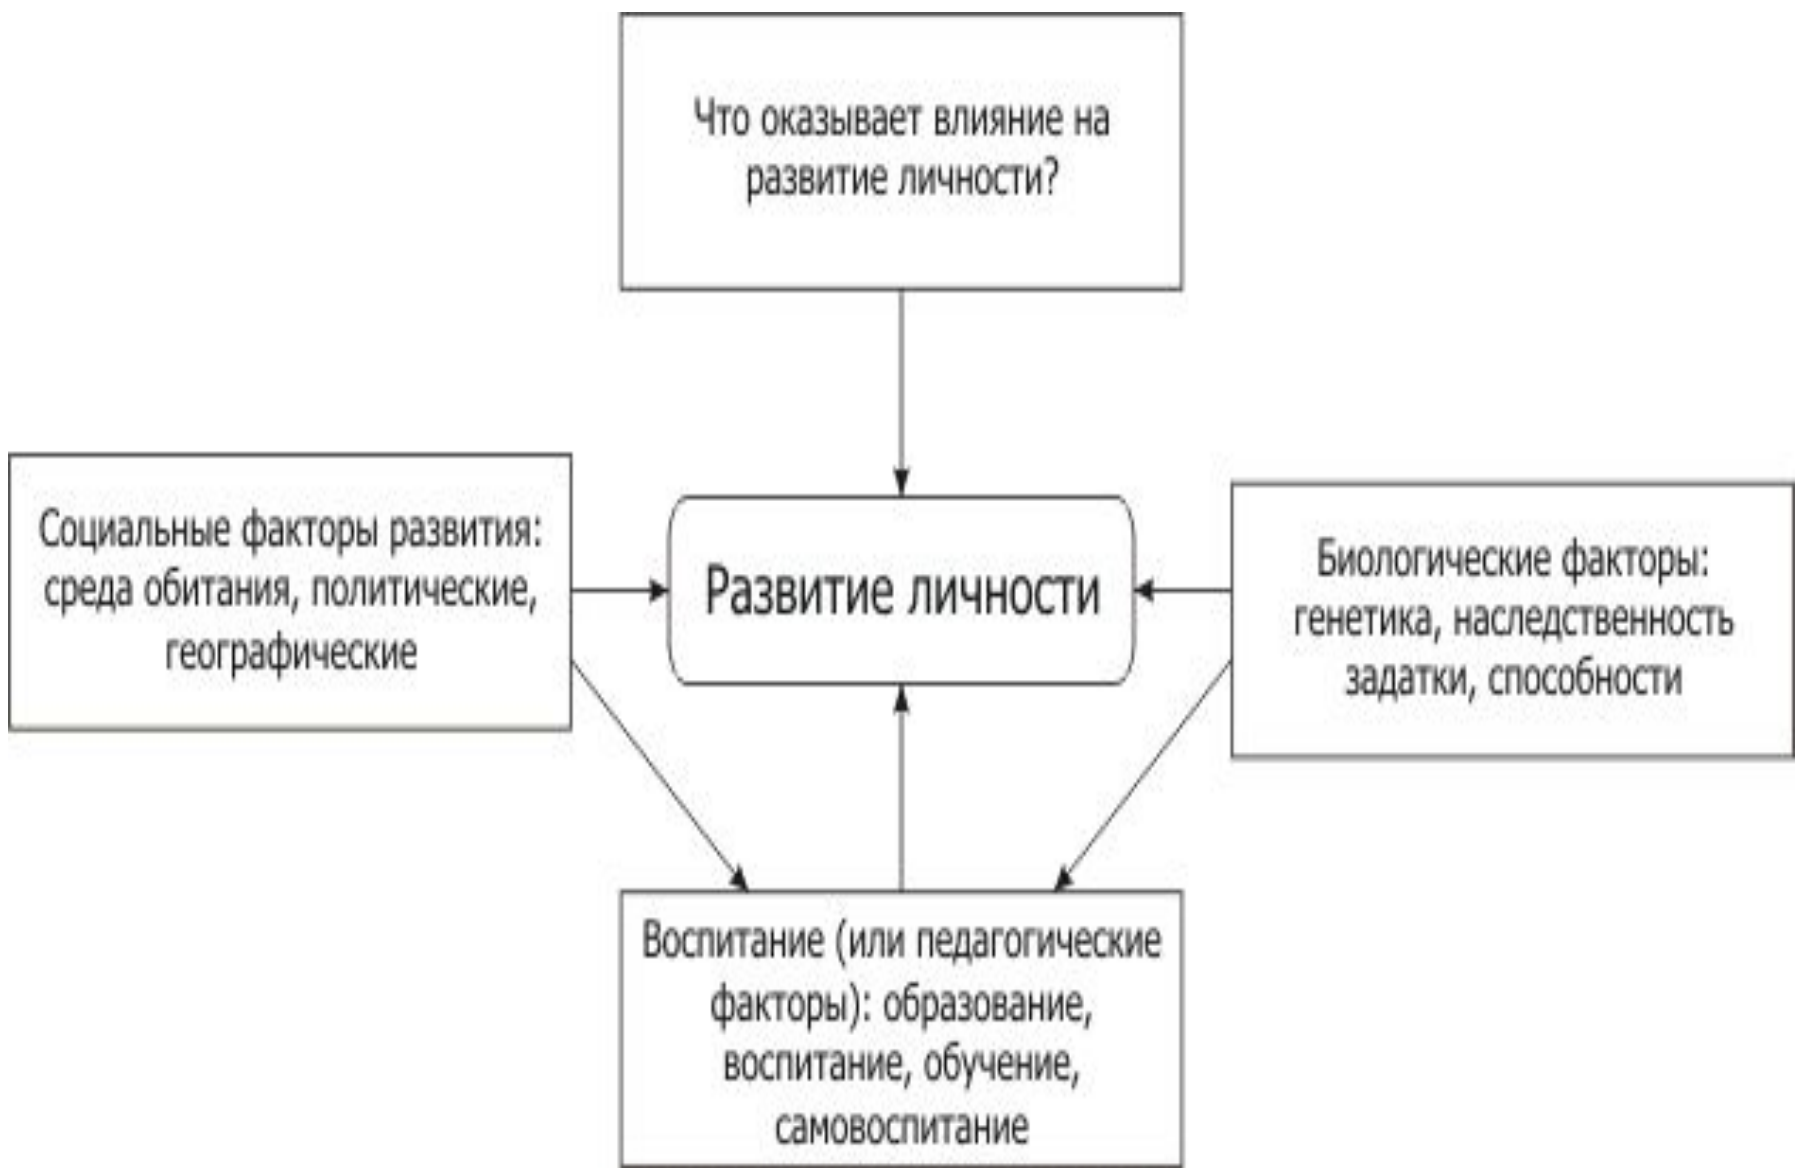 Что оказывает влияние на
развитие личности?
Социальные факторы развития:
среда обитания, политические,
географические
Развитие личности
Биологические факторы:
генетика, наследственность
задатки, способности
Воспитание (или педагогические
факторы): образование,
воспитание, обучение,
самовоспитание